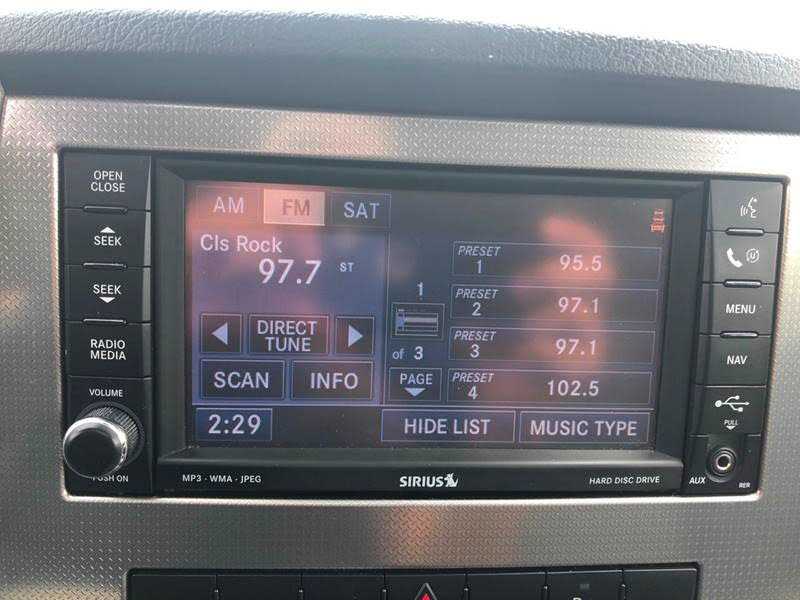 OPEN
CLOSE
SEEK
SEEK
RADIO
MEDIA
VOLUME
PUSH ON
AM FM SAT
Cls Rock
97.7 ST
DIRECT
TUNE
SCAN INFO
2:29
1
of 3
PAGE
PRESET
1 95.5
PRESET
2 97.1
PRESET
3 97.1
PRESET
4 102.5
HIDE LIST MUSIC TYPE
MP3 - WMA - JPEG
SIRIUS
HARD DISC DRIVE
MENU
NAV
PULL
AUX